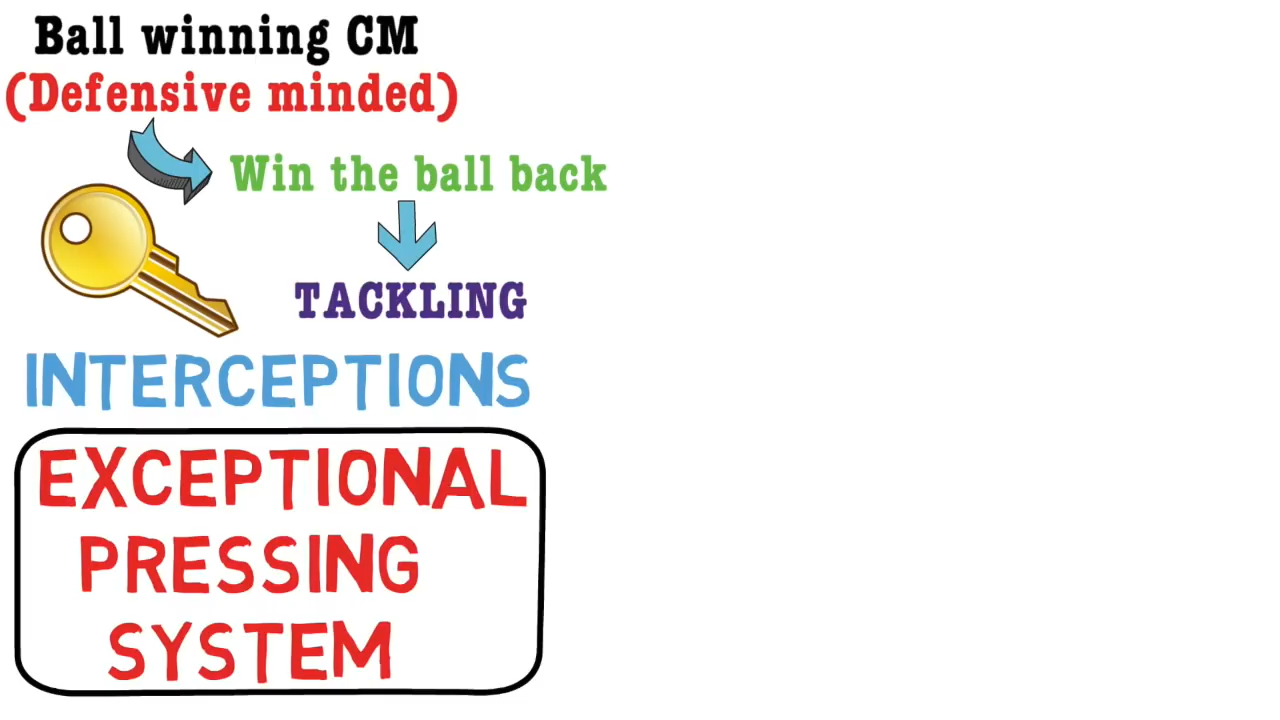 Ball winning CM
(Defensive minded)
Win the ball back
TACKLING
INTERCEPTIONS
EXCEPTIONAL
PRESSING
SYSTEM